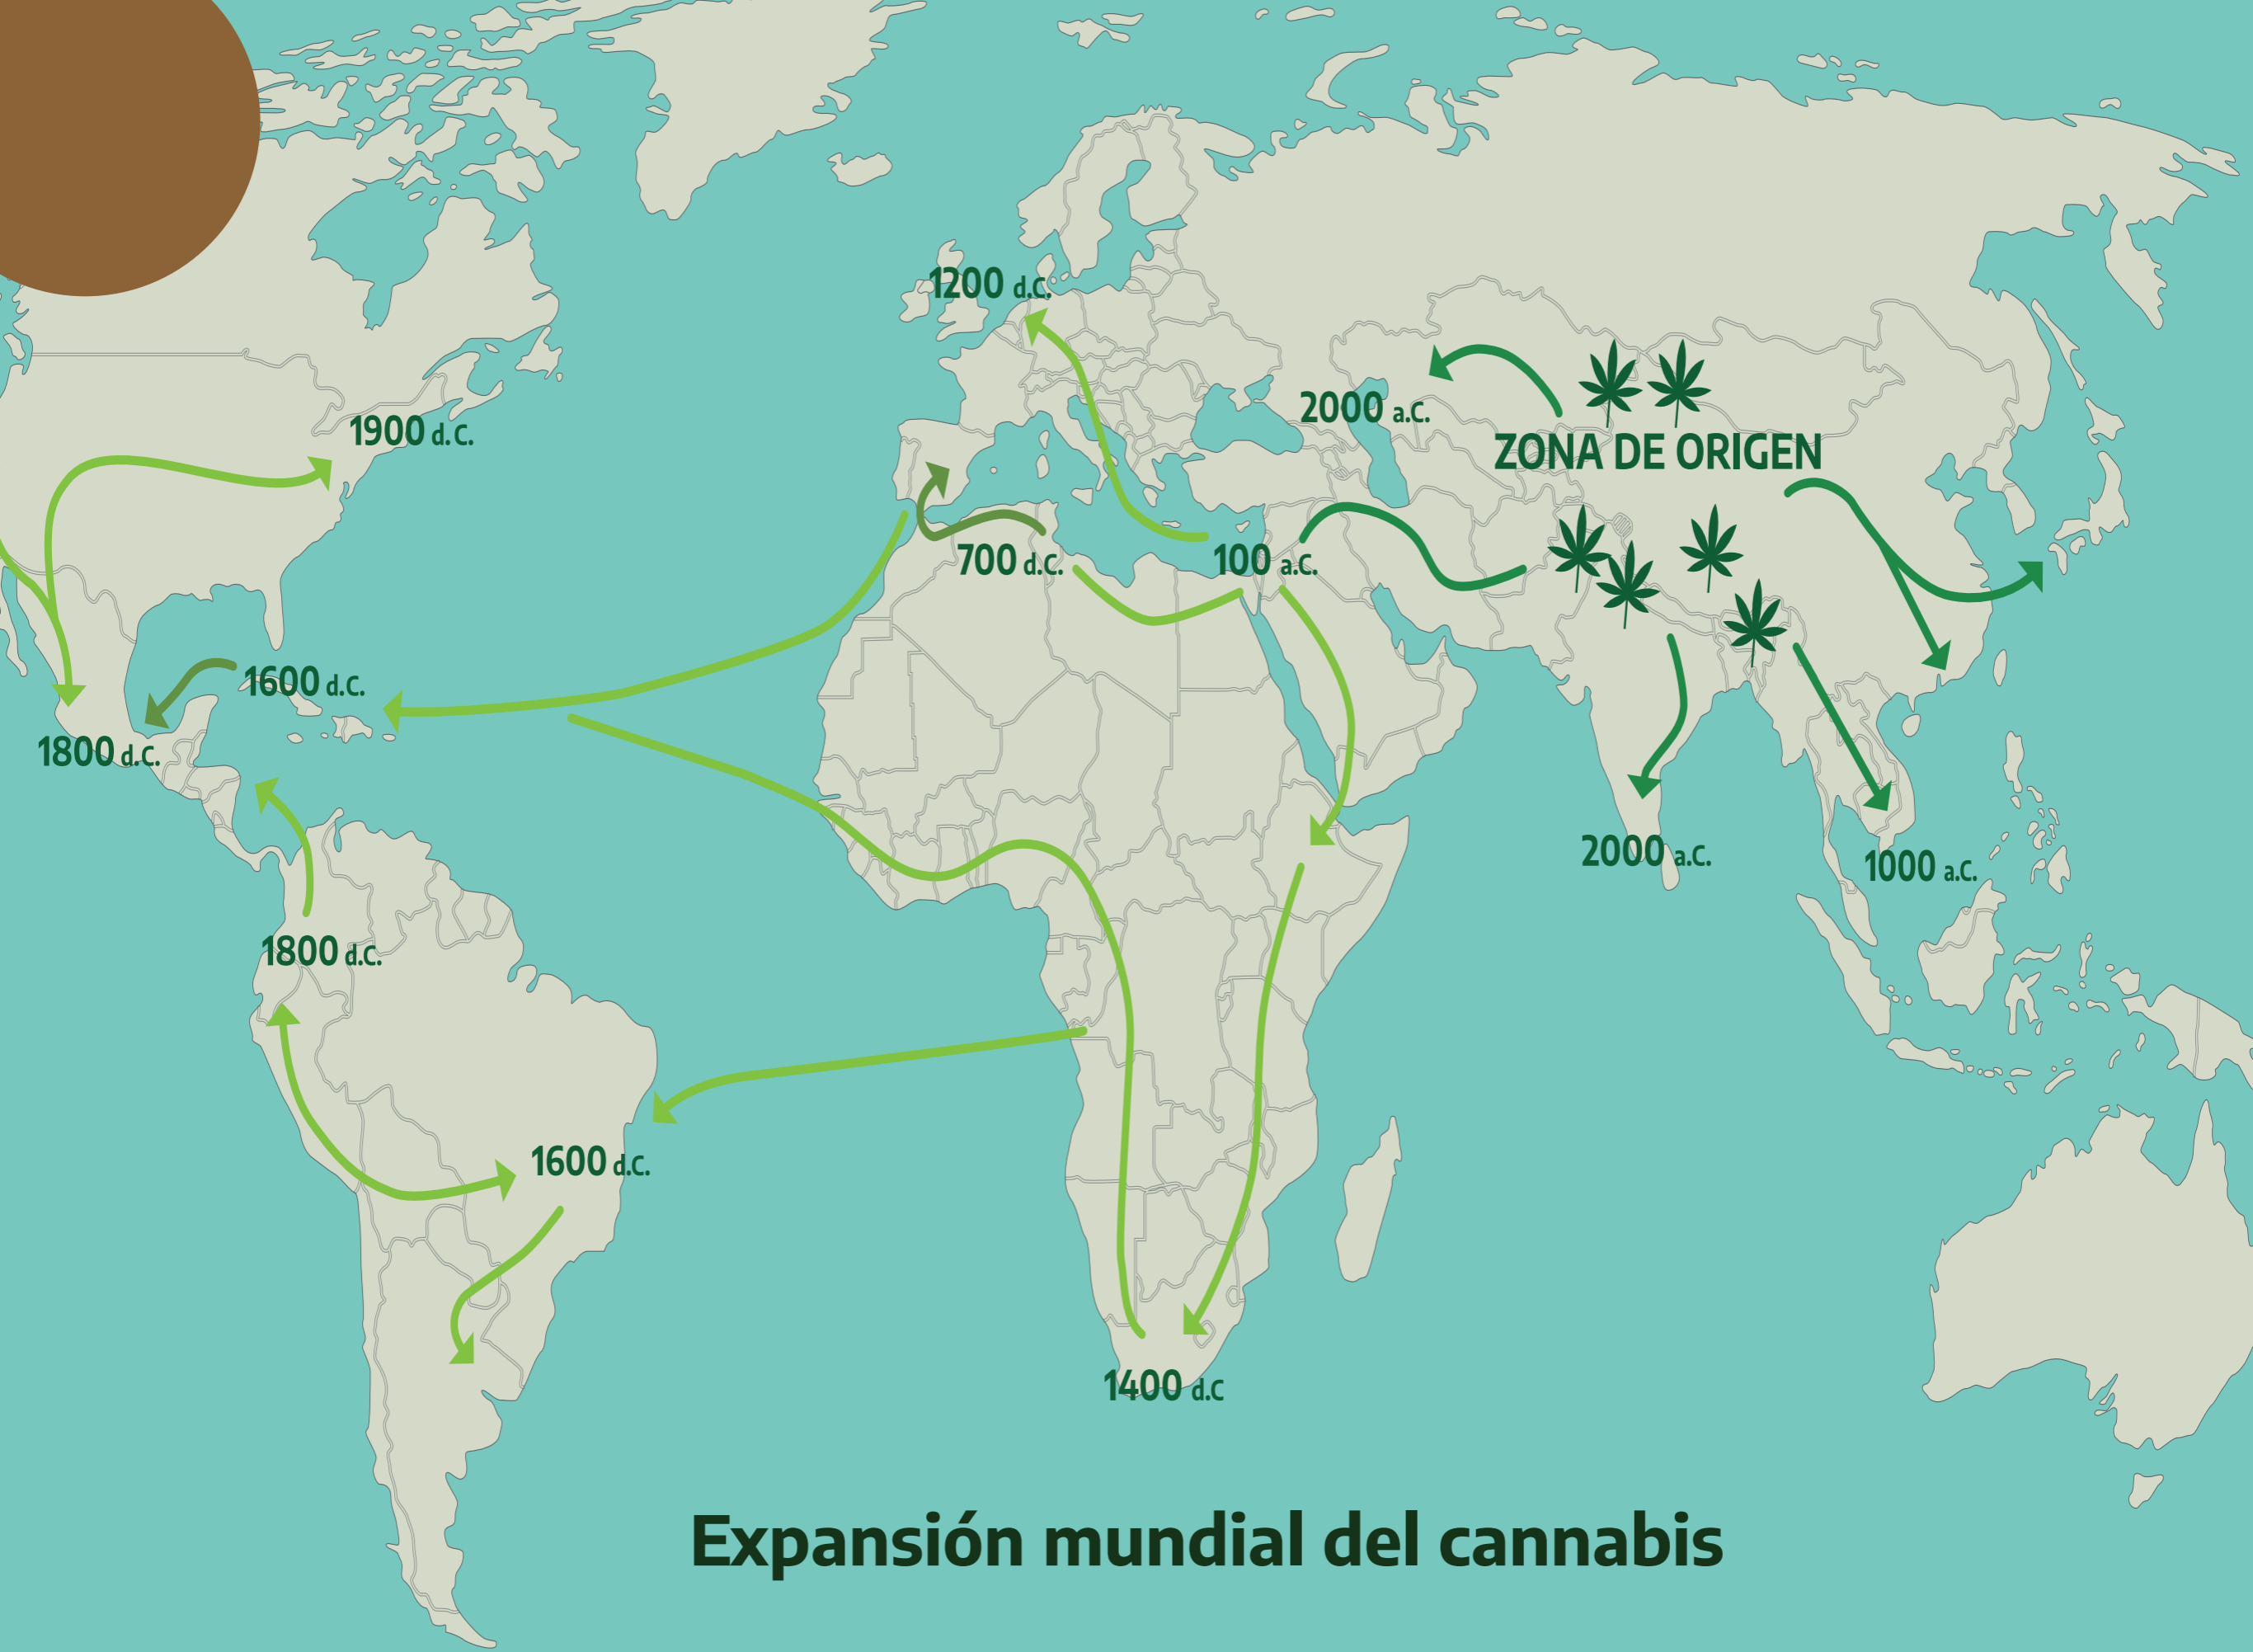 1200 d.C.
2000 a.C.
1900 d.C.
ZONA DE ORIGEN
700 d.C.
100 a.C.
1600 d.C.
1800 d.C.
2000 a.C.
1000 a.C.
1800 d.C.
1600 d.C.
1400 d.C
Expansión mundial del cannabis